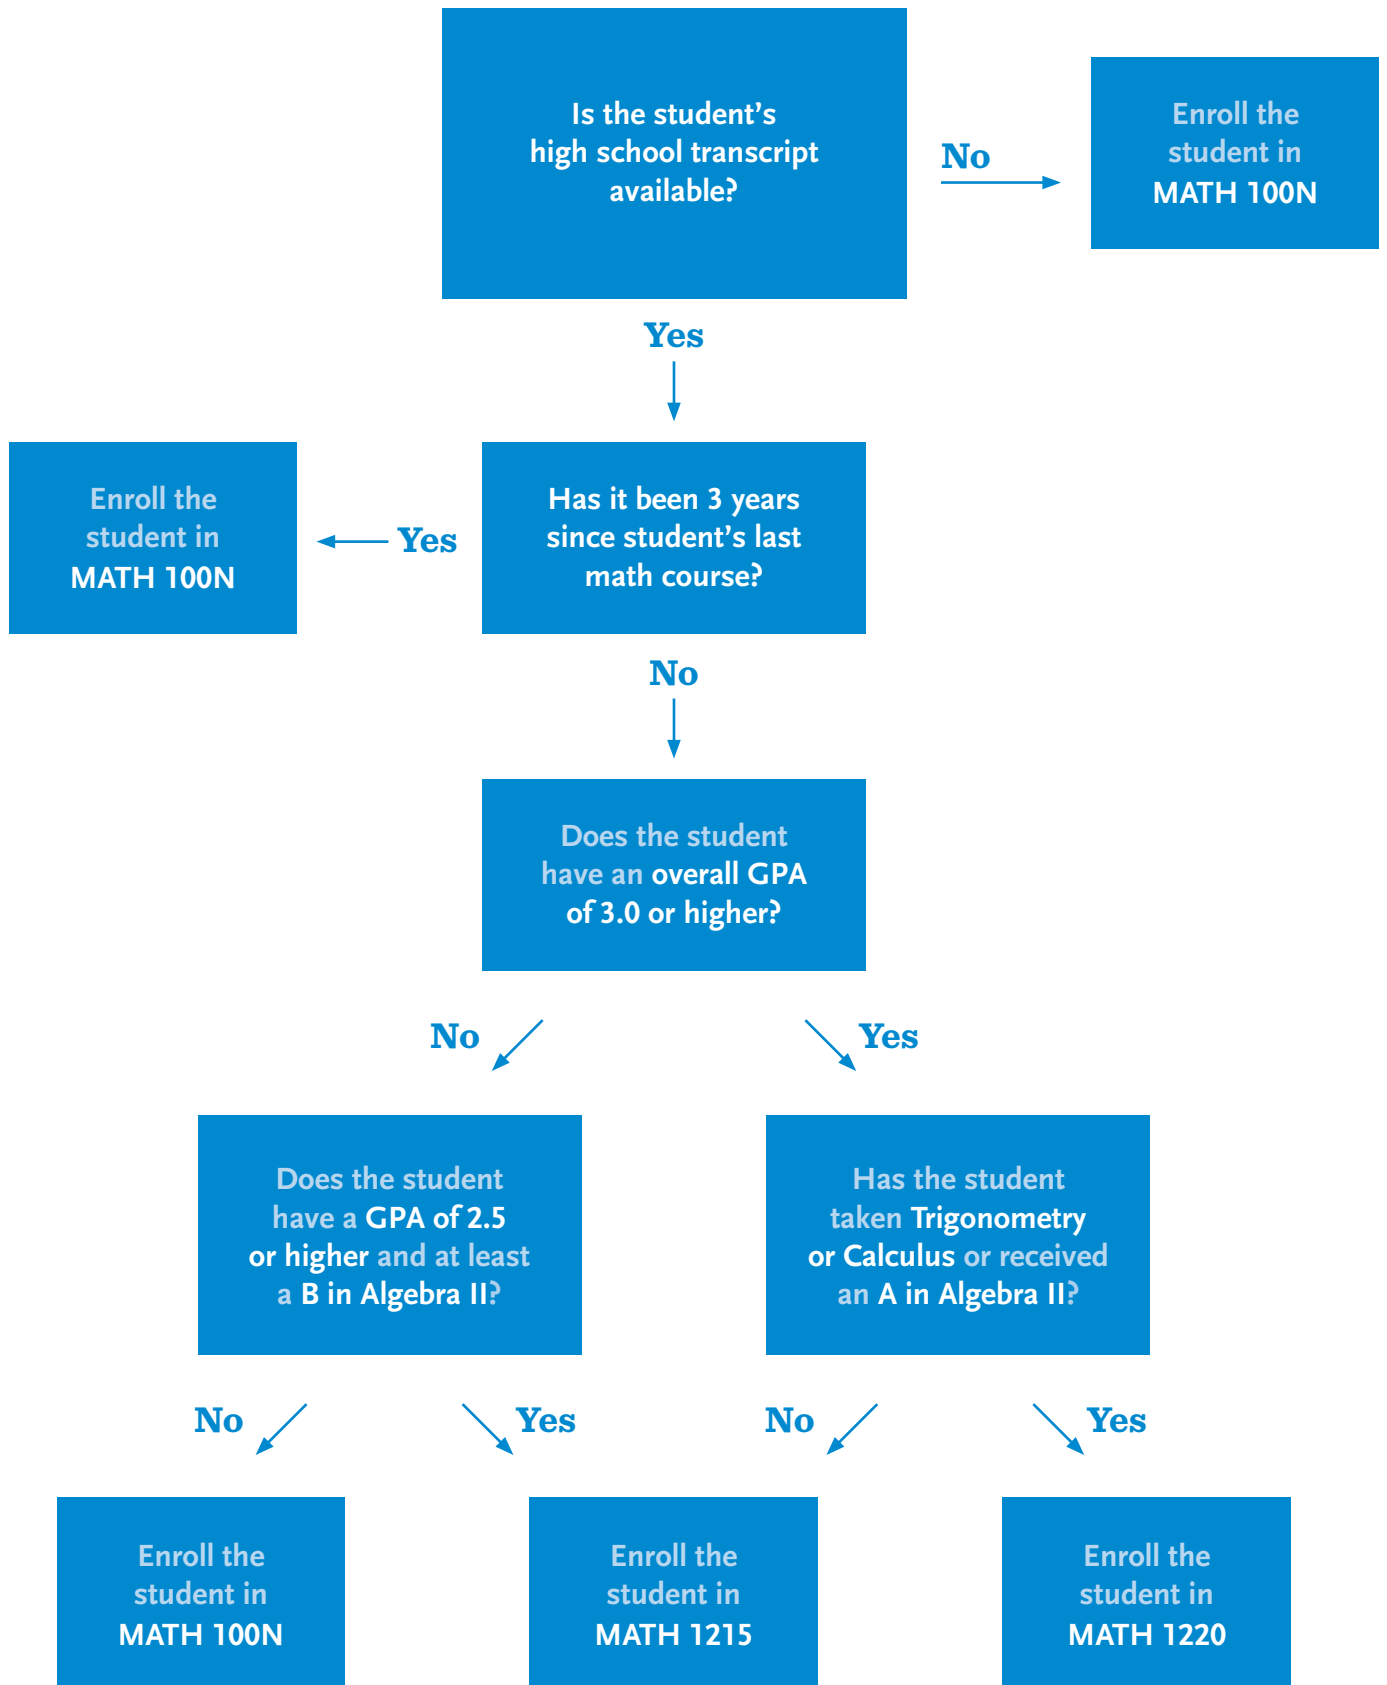 Is the student’s
high school transcript
available?
No
Enroll the
student in
MATH 100N
Yes
Enroll the
student in
MATH 100N
Yes
Has it been 3 years
since student’s last
math course?
No
Does the student
have an overall GPA
of 3.0 or higher?
No
Yes
Does the student
have a GPA of 2.5
or higher and at least
a B in Algebra II?
Has the student
taken Trigonometry
or Calculus or received
an A in Algebra II?
No
Yes
No
Yes
Enroll the
student in
MATH 100N
Enroll the
student in
MATH 1215
Enroll the
student in
MATH 1220